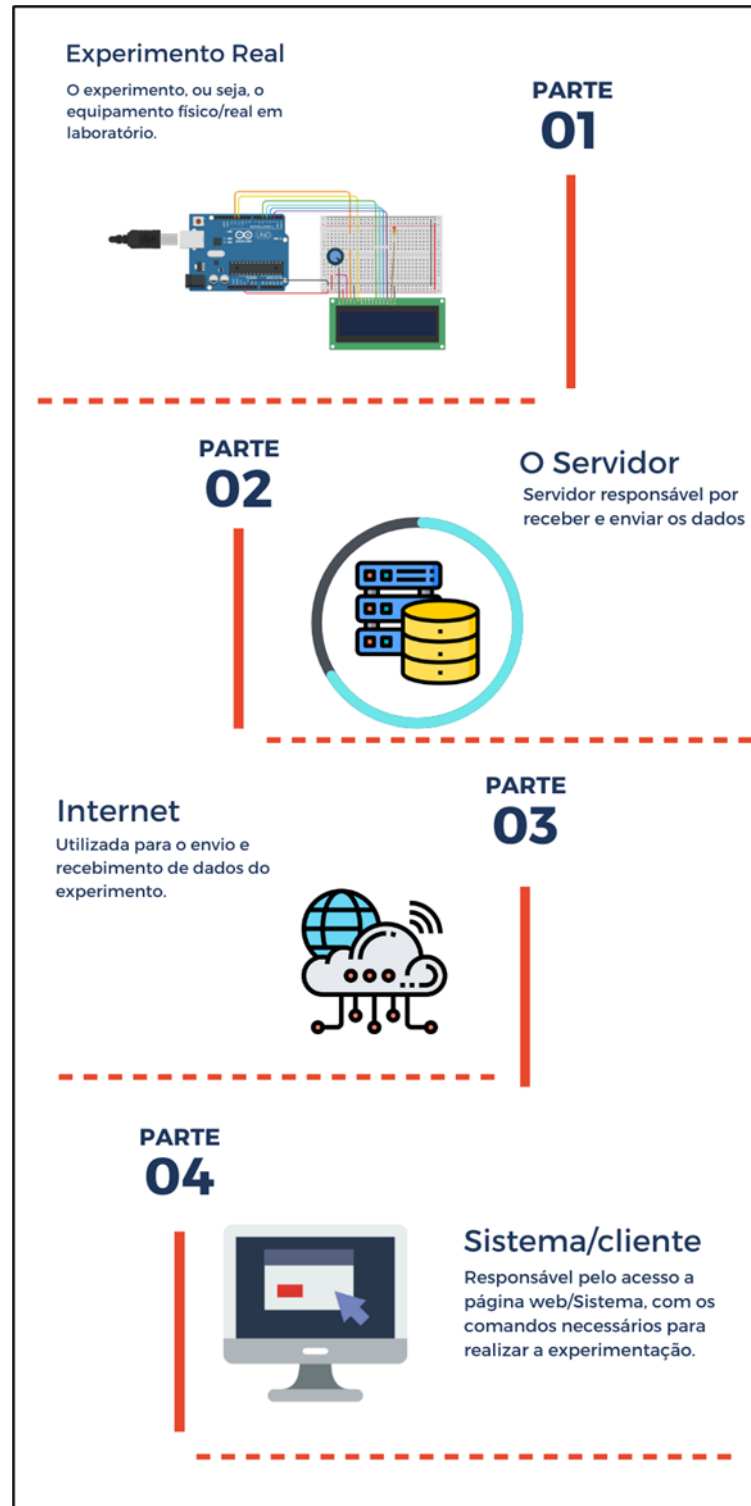 Experimento Real
O experimento, ou seja, o
equipamento físico/real em
laboratório.
PARTE
01
UNO
PARTE
02
O Servidor
Servidor responsável por
receber e enviar os dados
Internet
Utilizada para o envio e
recebimento de dados do
experimento.
PARTE
03
PARTE
04
Sistema/cliente
Responsável pelo acesso a
página web/Sistema, com os
comandos necessários para
realizar a experimentação.